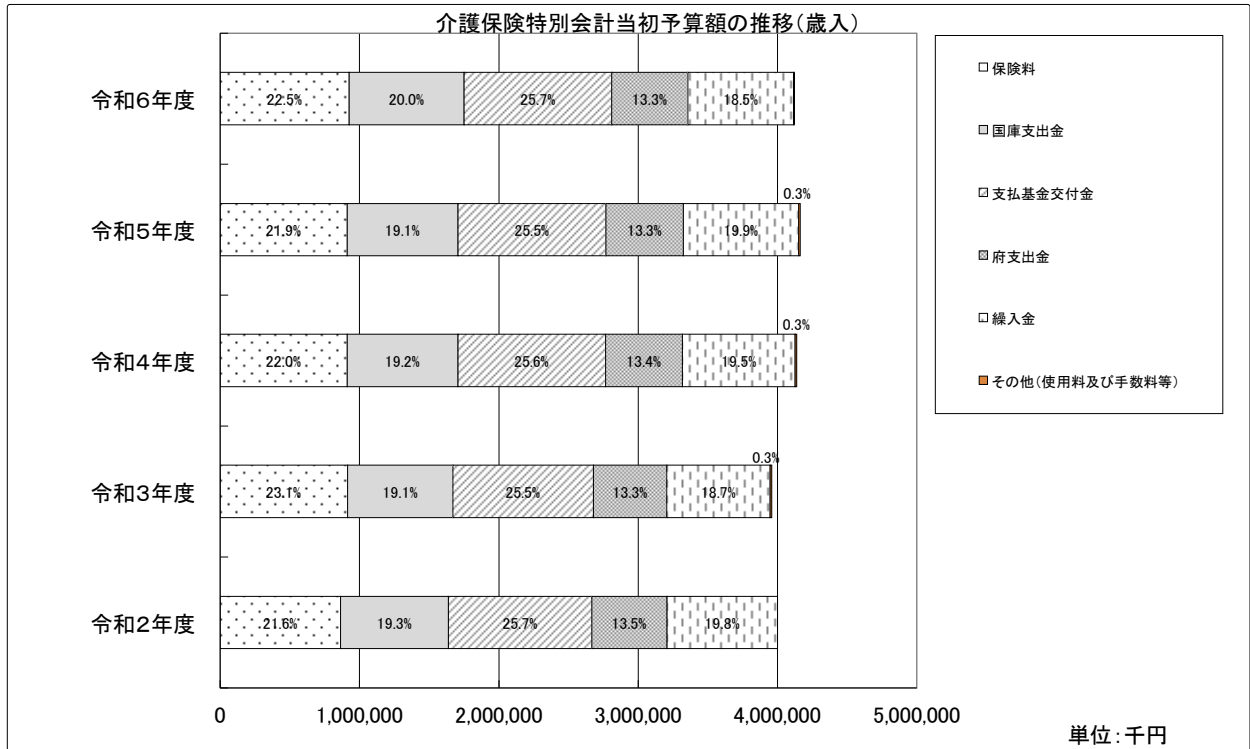 介護保険特別会計当初予算額の推移(歳入)
令和6年度
22.5%
20.0%
25.7%
13.3%
18.5%
令和5年度
21.9%
19.1%
25.5%
13.3%
19.9%
0.3%
令和4年度
22.0%
19.2%
25.6%
13.4%
19.5%
0.3%
令和3年度
23.1%
19.1%
25.5%
13.3%
18.7%
0.3%
令和2年度
21.6%
19.3%
25.7%
13.5%
19.8%
0
1,000,000
2,000,000
3,000,000
4,000,000
5,000,000
単位:千円
保険料
国庫支出金
支払基金交付金
府支出金
繰入金
その他(使用料及び手数料等)